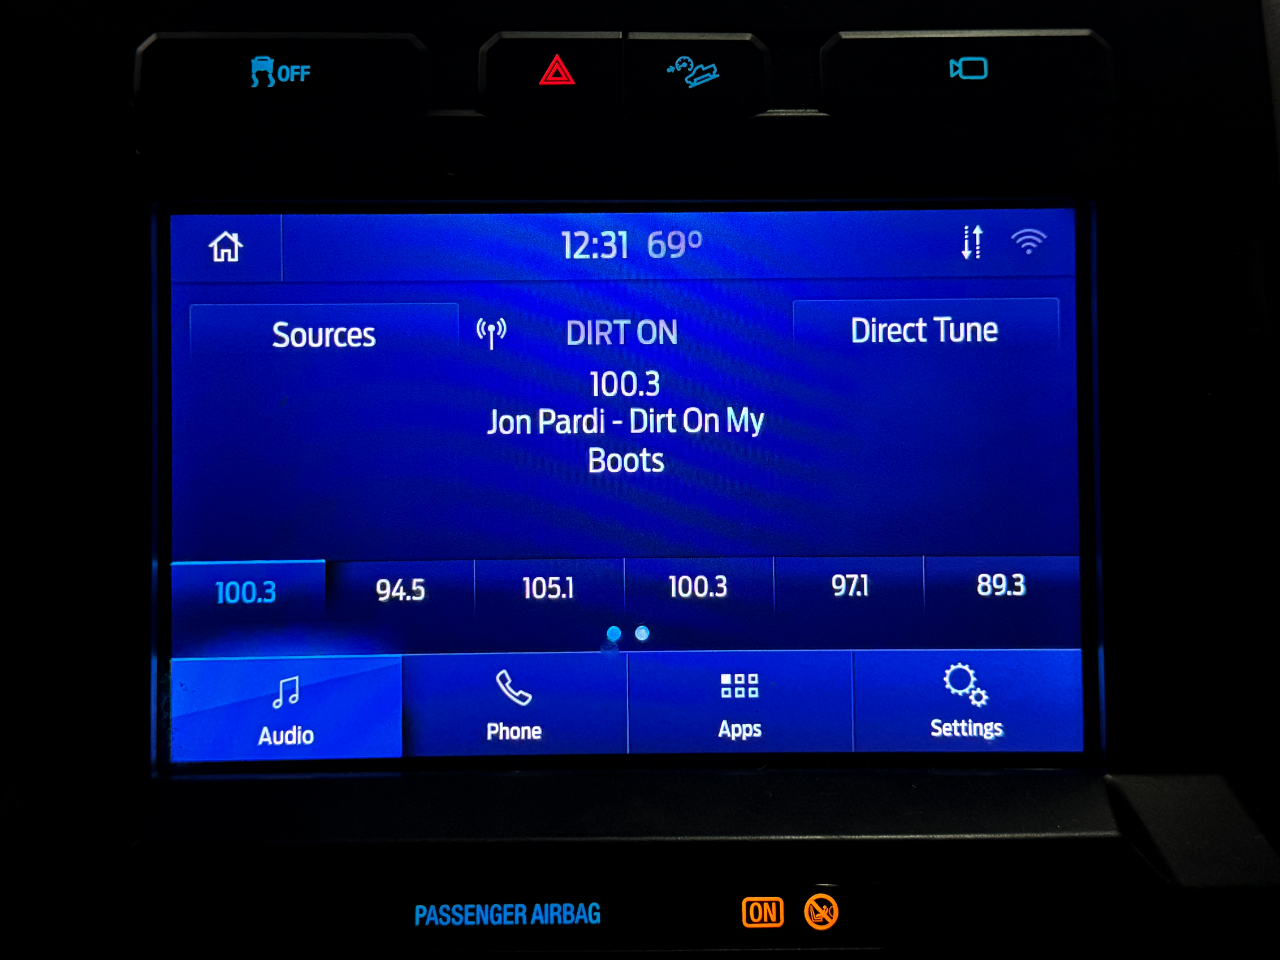 OFF
12:31 69°
Sources
DIRT ON
Direct Tune
100.3
Jon Pardi - Dirt On My
Boots
100.3 94.5 105.1 100.3 97.1 89.3
Audio Phone Apps Settings
PASSENGER AIRBAG ON